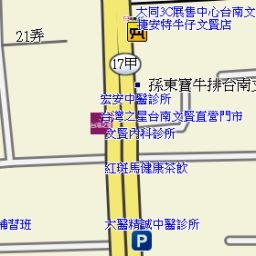 大同3C展售中心台南文
捷安特牛仔文賢店
21弄
17甲
孫東寶牛排台南文
宏安中醫診所
台灣之星台南文賢直營門市
文賢內科診所
紅斑馬健康茶飲
補習班
大醫精誠中醫診所
P